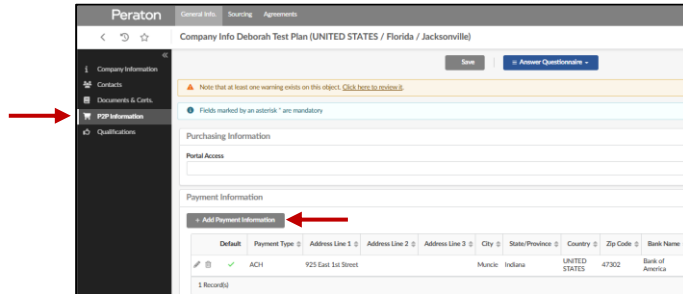 Peraton
General Info Sourcing Agreements
Company Info Deborah Test Plan (UNITED STATES / Florida / Jacksonville)
Save Answer Questionnaire
Company Information
Contacts
Documents & Certs.
P2P Information
Qualifications
Note that at least one warning exists on this object. Click here to review it.
Fields marked by an asterisk * are mandatory
Purchasing Information
Portal Access
Payment Information
+ Add Payment Information
Default Payment Type Address Line 1 Address Line 2 Address Line 3 City State/Province Country Zip Code Bank Name
ACH 925 East 1st Street Muncie Indiana UNITED STATES 47302 Bank of America
1 Record(s)